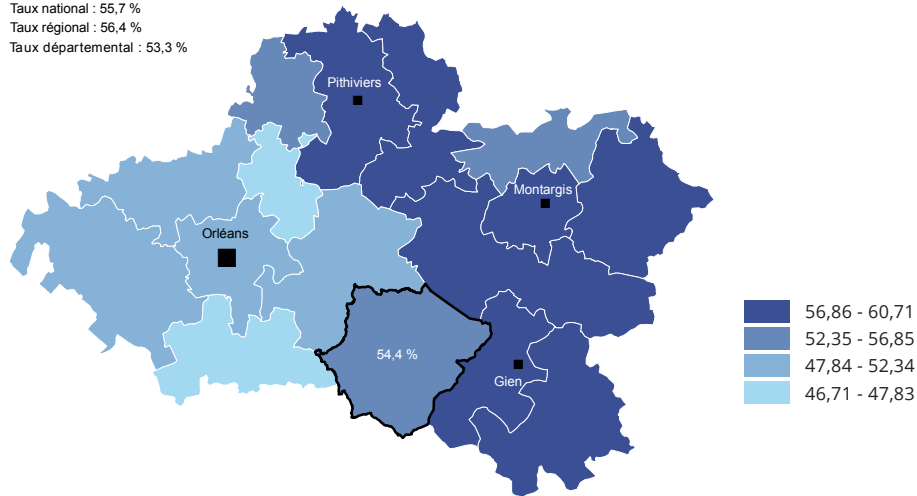 Taux national : 55,7 %
Taux régional : 56,4 %
Taux départemental : 53,3 %
Pithiviers
Montargis
Orléans
54,4 %
Gien
56,86 - 60,71
52,35 - 56,85
47,84 - 52,34
46,71 - 47,83